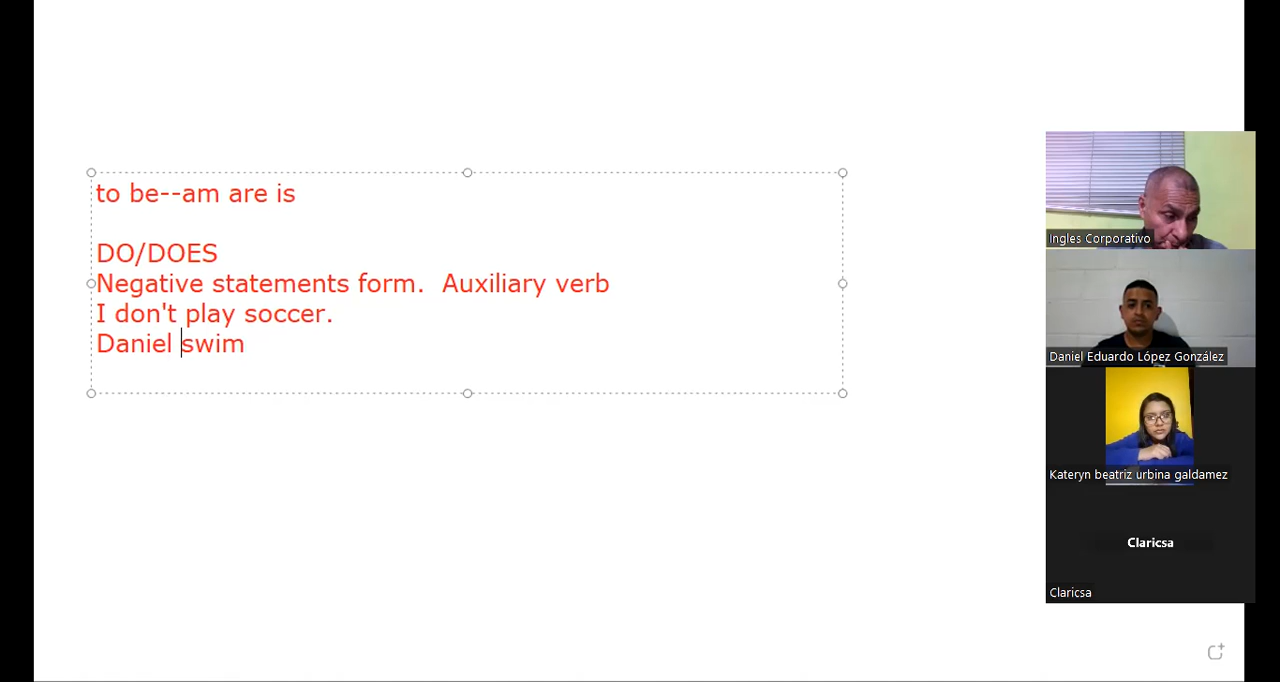 to be--am are is
DO/DOES
Negative statements form.  Auxiliary verb
I don't play soccer.
Daniel swim
Ingles Corporativo
Daniel Eduardo López González
Kateryn beatriz urbina galdamez
Claricsa
Claricsa